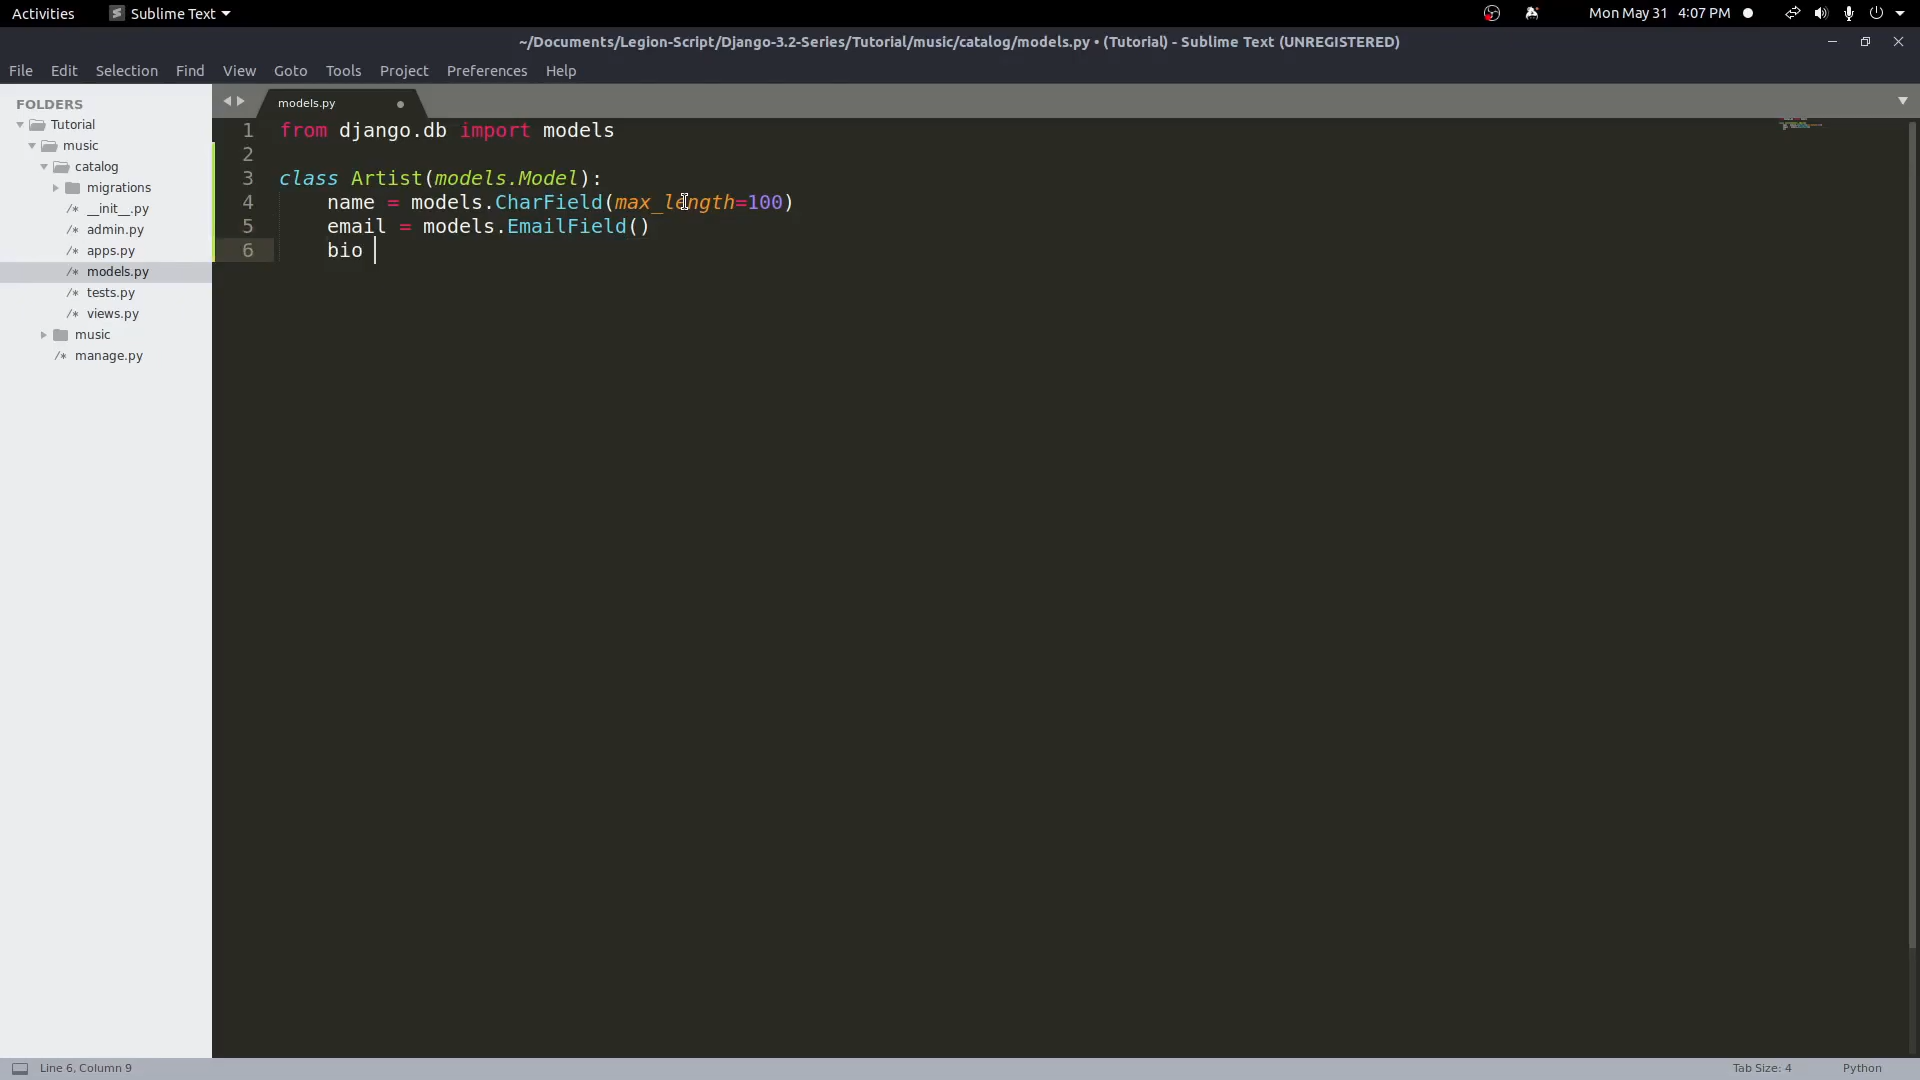 Activities Sublime Text Mon May 31 4:07 PM
~/Documents/Legion-Script/Django-3.2-Series/Tutorial/music/catalog/models.py • (Tutorial) - Sublime Text (UNREGISTERED)
File Edit Selection Find View Goto Tools Project Preferences Help
FOLDERS
Tutorial
music
catalog
migrations
/* __init__.py
/* admin.py
/* apps.py
/* models.py
/* tests.py
/* views.py
music
/* manage.py
models.py
1 from django.db import models
2
3 class Artist(models.Model):
4 name = models.CharField(max_length=100)
5 email = models.EmailField()
6 bio
Line 6, Column 9 Tab Size: 4 Python